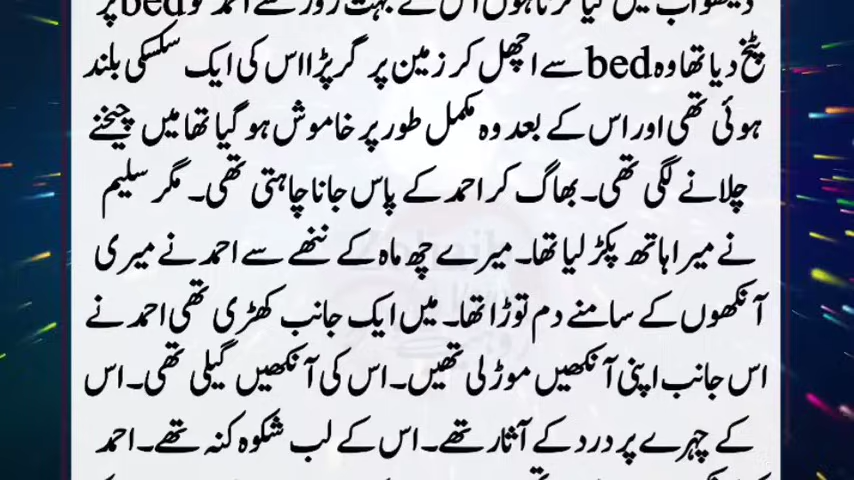 دیکھو اب میں کیا کرتا ہوں اس نے بہت زور سے احمد کو bed پر
پٹخ دیا تھا وہ bed سے اچھل کر زمین پر گر پڑا اس کی ایک سسکی بلند
ہوئی تھی اور اس کے بعد وہ مکمل طور پر خاموش ہو گیا تھا میں چیخنے
چلانے لگی تھی۔ بھاگ کر احمد کے پاس جانا چاہتی تھی۔ مگر سلیم
نے میرا ہاتھ پکڑ لیا تھا۔ میرے چھ ماہ کے ننھے سے احمد نے میری
آنکھوں کے سامنے دم توڑا تھا۔ میں ایک جانب کھڑی تھی احمد نے
اس جانب اپنی آنکھیں موڑ لی تھیں۔ اس کی آنکھیں گیلی تھی۔ اس
کے چہرے پر درد کے آثار تھے۔ اس کے لب شکوہ کنہ تھے۔ احمد